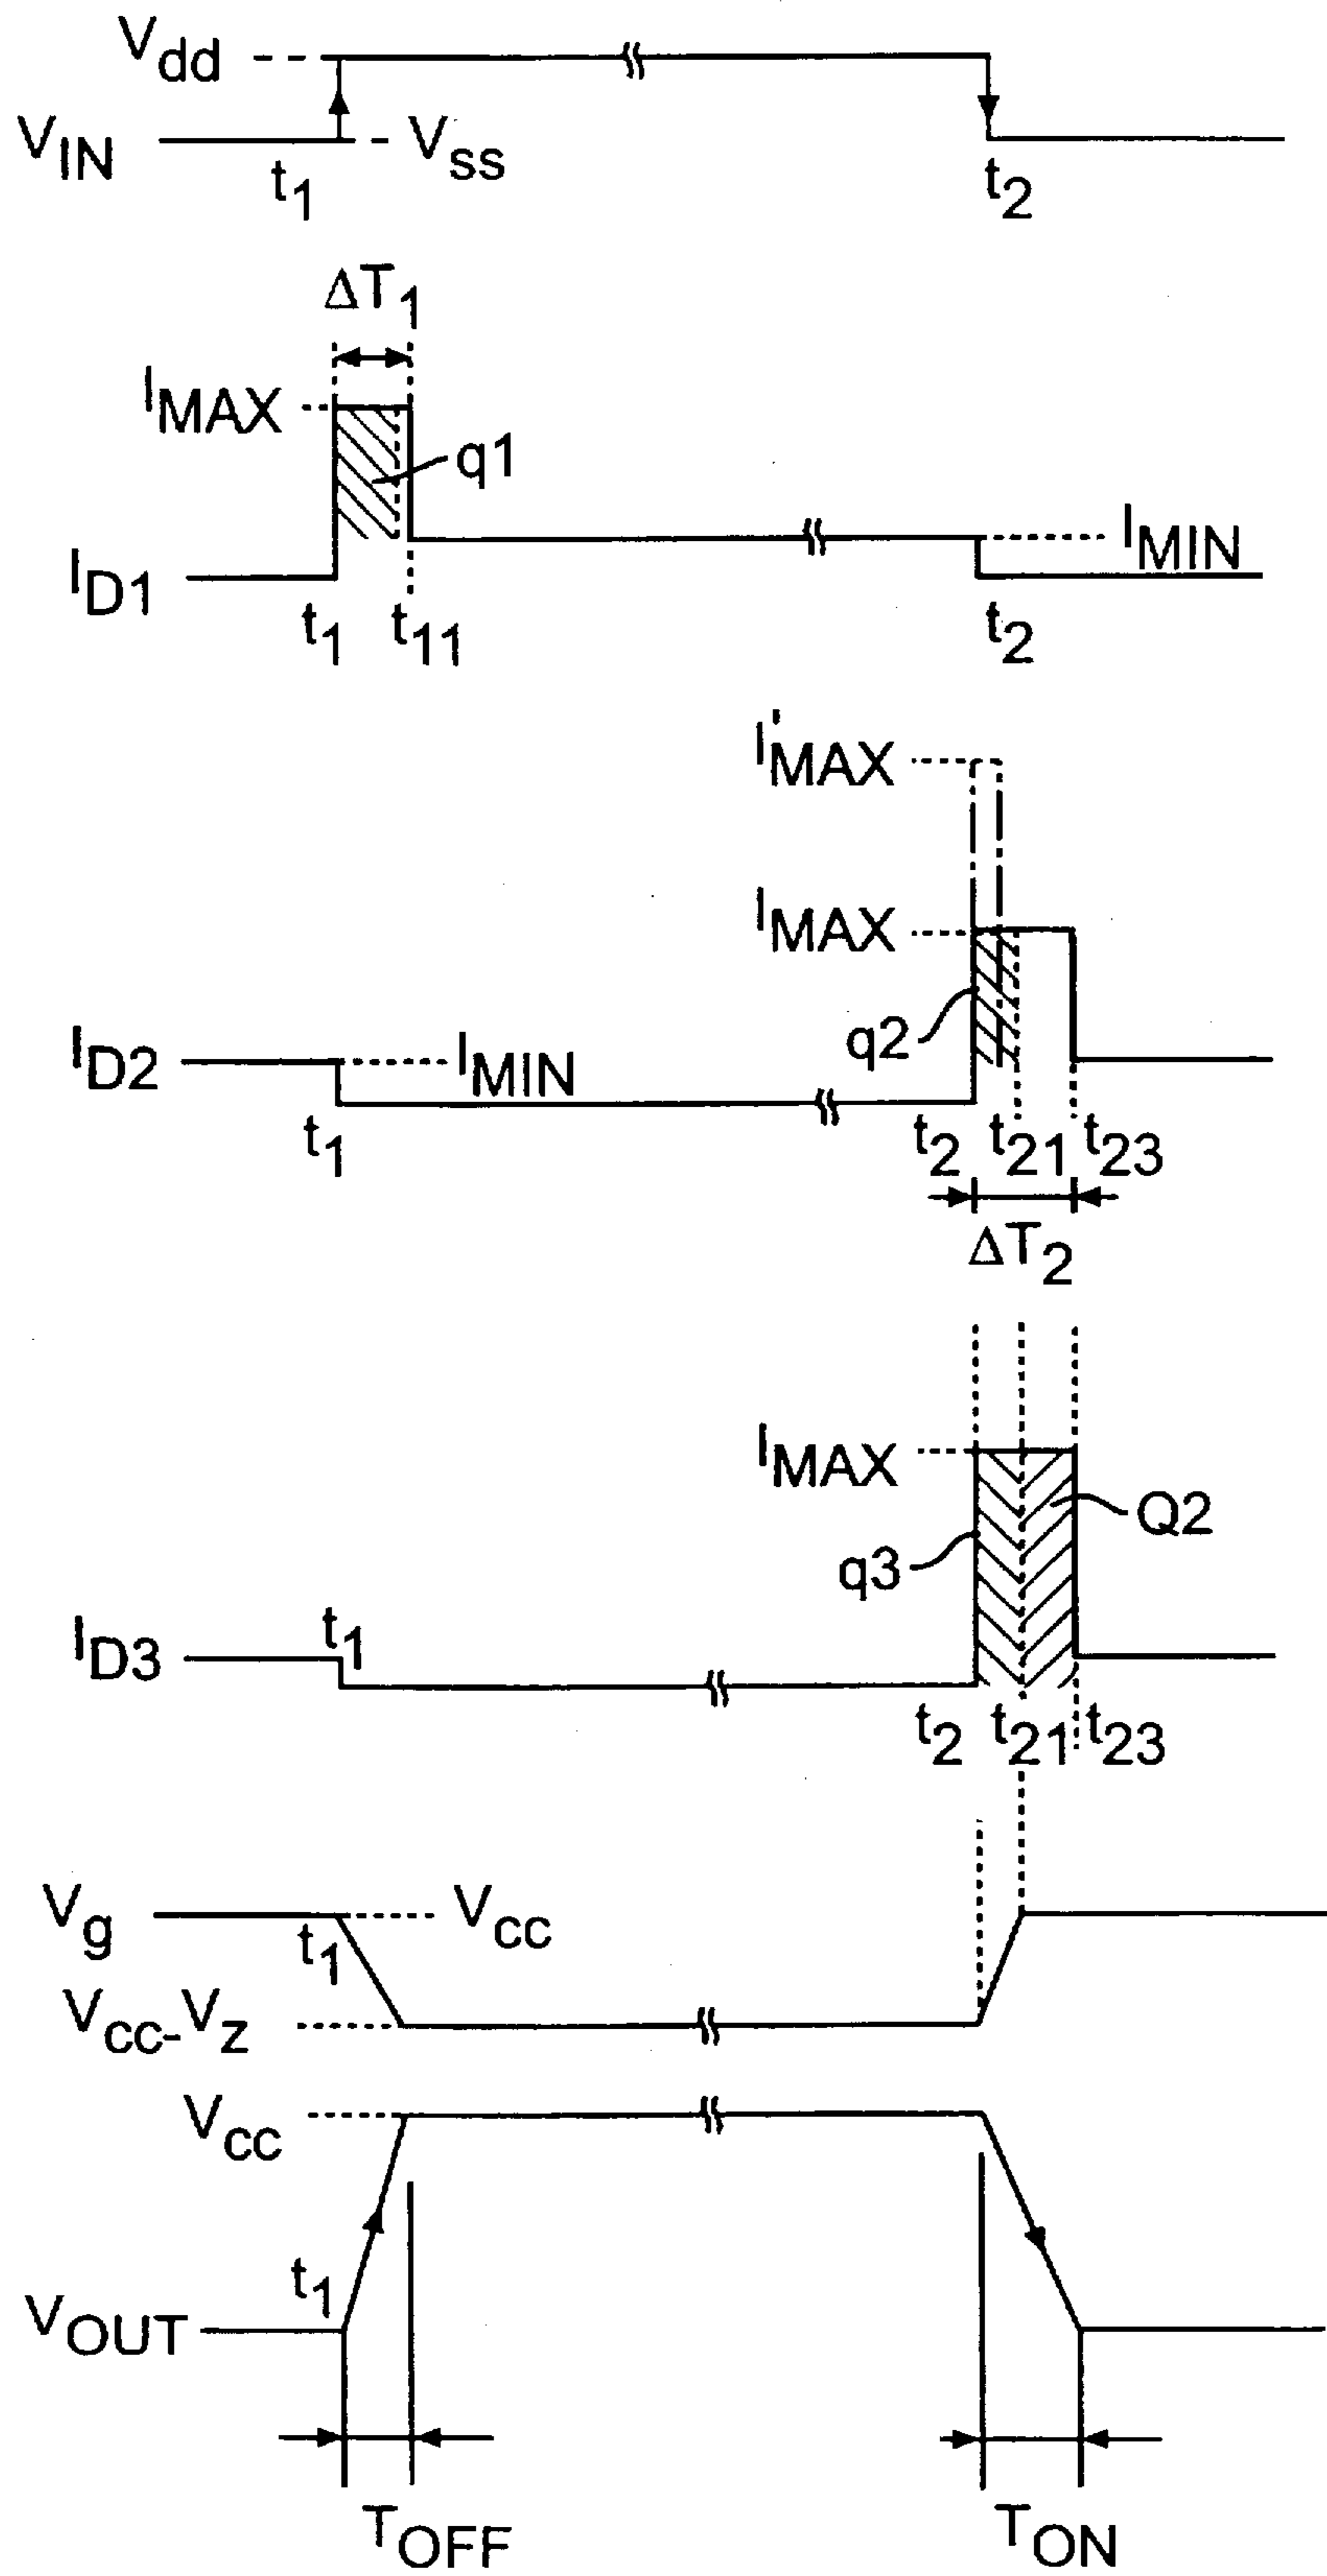 Vdd
VIN
Vss
t1
t2
ΔT1
IMAX
q1
ID1
IMIN
t1
t11
t2
I'MAX
IMAX
q2
ID2
IMIN
t1
t2
t21
t23
ΔT2
IMAX
Q2
q3
t1
ID3
t2
t21
t23
Vg
Vcc
t1
Vcc-Vz
Vcc
t1
VOUT
TOFF
TON